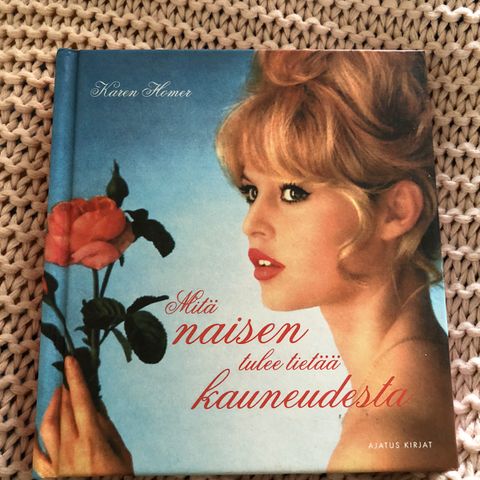 Karen Homer
Mitä
naisen
tulee tietää
kauneudesta
AJATUS KIRJAT